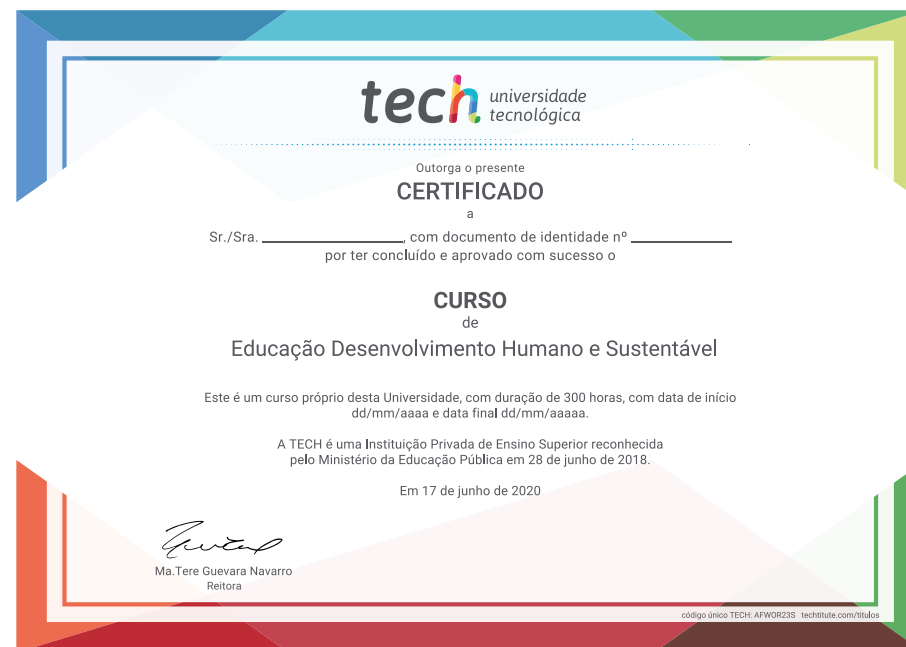 tech universidade
tecnológica
Outorga o presente
CERTIFICADO
a
Sr./Sra. ____________, com documento de identidade nº ____________
por ter concluído e aprovado com sucesso o
CURSO
de
Educação Desenvolvimento Humano e Sustentável
Este é um curso próprio desta Universidade, com duração de 300 horas, com data de início
dd/mm/aaaa e data final dd/mm/aaaaa.
A TECH é uma Instituição Privada de Ensino Superior reconhecida
pelo Ministério da Educação Pública em 28 de junho de 2018.
Em 17 de junho de 2020
Ma.Tere Guevara Navarro
Reitora
código único TECH: AFWOR23S techtitute.com/titulos